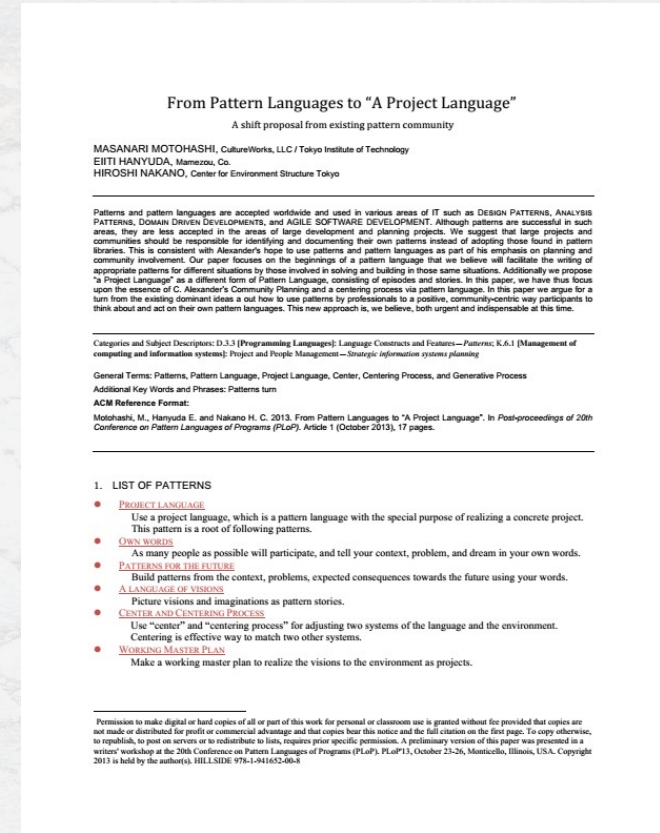 From Pattern Languages to “A Project Language”
A shift proposal from existing pattern community
MASANARI MOTOHASHI, CultureWorks, LLC / Tokyo Institute of Technology
EIITI HANYUDA, Mamezou, Co.
HIROSHI NAKANO, Center for Environment Structure Tokyo
Patterns and pattern languages are accepted worldwide and used in various areas of IT such as DESIGN PATTERNS, ANALYSIS
PATTERNS, DOMAIN DRIVEN DEVELOPMENTS, and AGILE SOFTWARE DEVELOPMENT. Although patterns are successful in such
areas, they are less accepted in the areas of large development and planning projects. We suggest that large projects and
communities should be responsible for identifying and documenting their own patterns instead of adopting those found in pattern
libraries. This is consistent with Alexander's hope to use patterns and pattern languages as part of his emphasis on planning and
community involvement. Our paper focuses on the beginnings of a pattern language that we believe will facilitate the writing of
appropriate patterns for different situations by those involved in solving and building in those same situations. Additionally we propose
“a Project Language” as a different form of Pattern Language, consisting of episodes and stories. In this paper, we have thus focus
upon the essence of C. Alexander's Community Planning and a centering process via pattern language. In this paper we argue for a
turn from the existing dominant ideas a out how to use patterns by professionals to a positive, community-centric way participants to
think about and act on their own pattern languages. This new approach is, we believe, both urgent and indispensable at this time.
Categories and Subject Descriptors: D.3.3 [Programming Languages]: Language Constructs and Features—Patterns; K.6.1 [Management of
computing and information systems]: Project and People Management—Strategic information systems planning
General Terms: Patterns, Pattern Language, Project Language, Center, Centering Process, and Generative Process
Additional Key Words and Phrases: Patterns turn
ACM Reference Format:
Motohashi, M., Hanyuda E. and Nakano H. C. 2013. From Pattern Languages to “A Project Language”. In Post-proceedings of 20th
Conference on Pattern Languages of Programs (PLoP). Article 1 (October 2013), 17 pages.
1. LIST OF PATTERNS
● PROJECT LANGUAGE
Use a project language, which is a pattern language with the special purpose of realizing a concrete project.
This pattern is a root of following patterns.
● OWN WORDS
As many people as possible will participate, and tell your context, problem, and dream in your own words.
● PATTERNS FOR THE FUTURE
Build patterns from the context, problems, expected consequences towards the future using your words.
● A LANGUAGE OF VISIONS
Picture visions and imaginations as pattern stories.
● CENTER AND CENTERING PROCESS
Use “center” and “centering process” for adjusting two systems of the language and the environment.
Centering is effective way to match two other systems.
● WORKING MASTER PLAN
Make a working master plan to realize the visions to the environment as projects.
Permission to make digital or hard copies of all or part of this work for personal or classroom use is granted without fee provided that copies are
not made or distributed for profit or commercial advantage and that copies bear this notice and the full citation on the first page. To copy otherwise,
to republish, to post on servers or to redistribute to lists, requires prior specific permission. A preliminary version of this paper was presented in a
writers' workshop at the 20th Conference on Pattern Languages of Programs (PLoP). PLoP'13, October 23-26, Monticello, Illinois, USA. Copyright
2013 is held by the author(s). HILLSIDE 978-1-941652-00-8